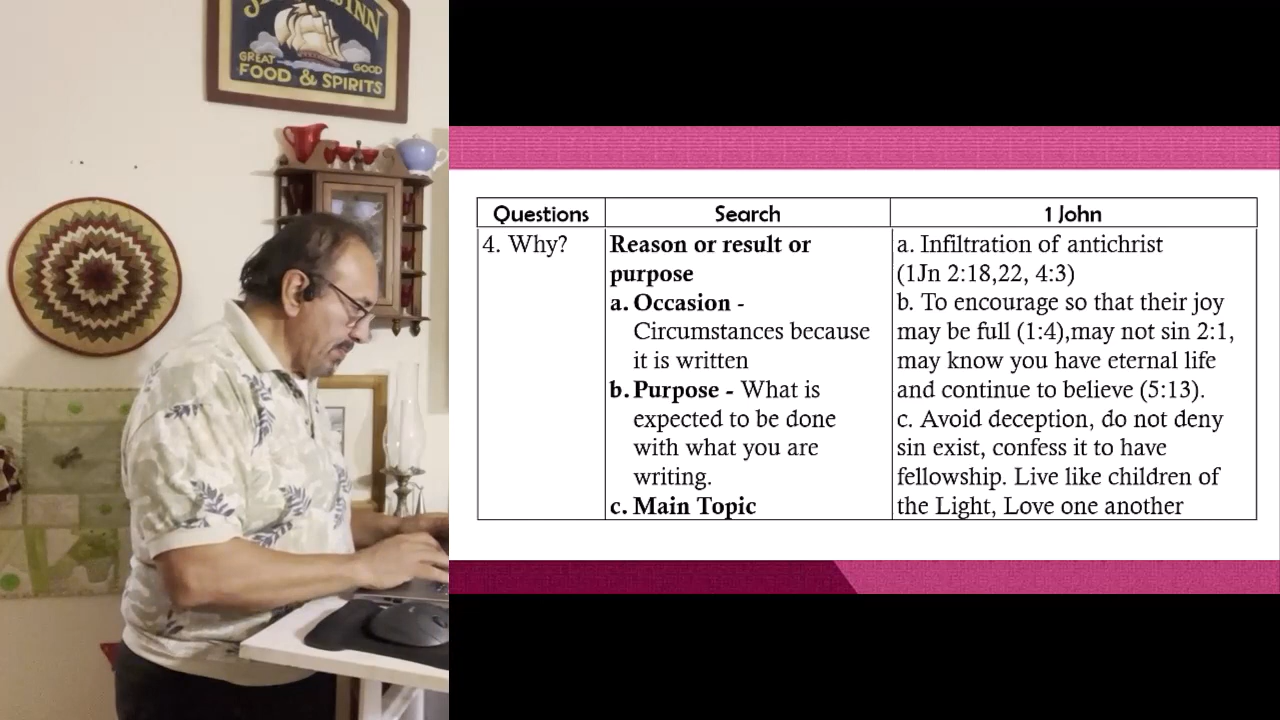 INN
GREAT GOOD
FOOD & SPIRITS
Questions Search 1 John
4. Why?
Reason or result or
purpose
a. Occasion -
Circumstances because
it is written
b. Purpose - What is
expected to be done
with what you are
writing.
c. Main Topic
a. Infiltration of antichrist
(1Jn 2:18,22, 4:3)
b. To encourage so that their joy
may be full (1:4),may not sin 2:1,
may know you have eternal life
and continue to believe (5:13).
c. Avoid deception, do not deny
sin exist, confess it to have
fellowship. Live like children of
the Light, Love one another